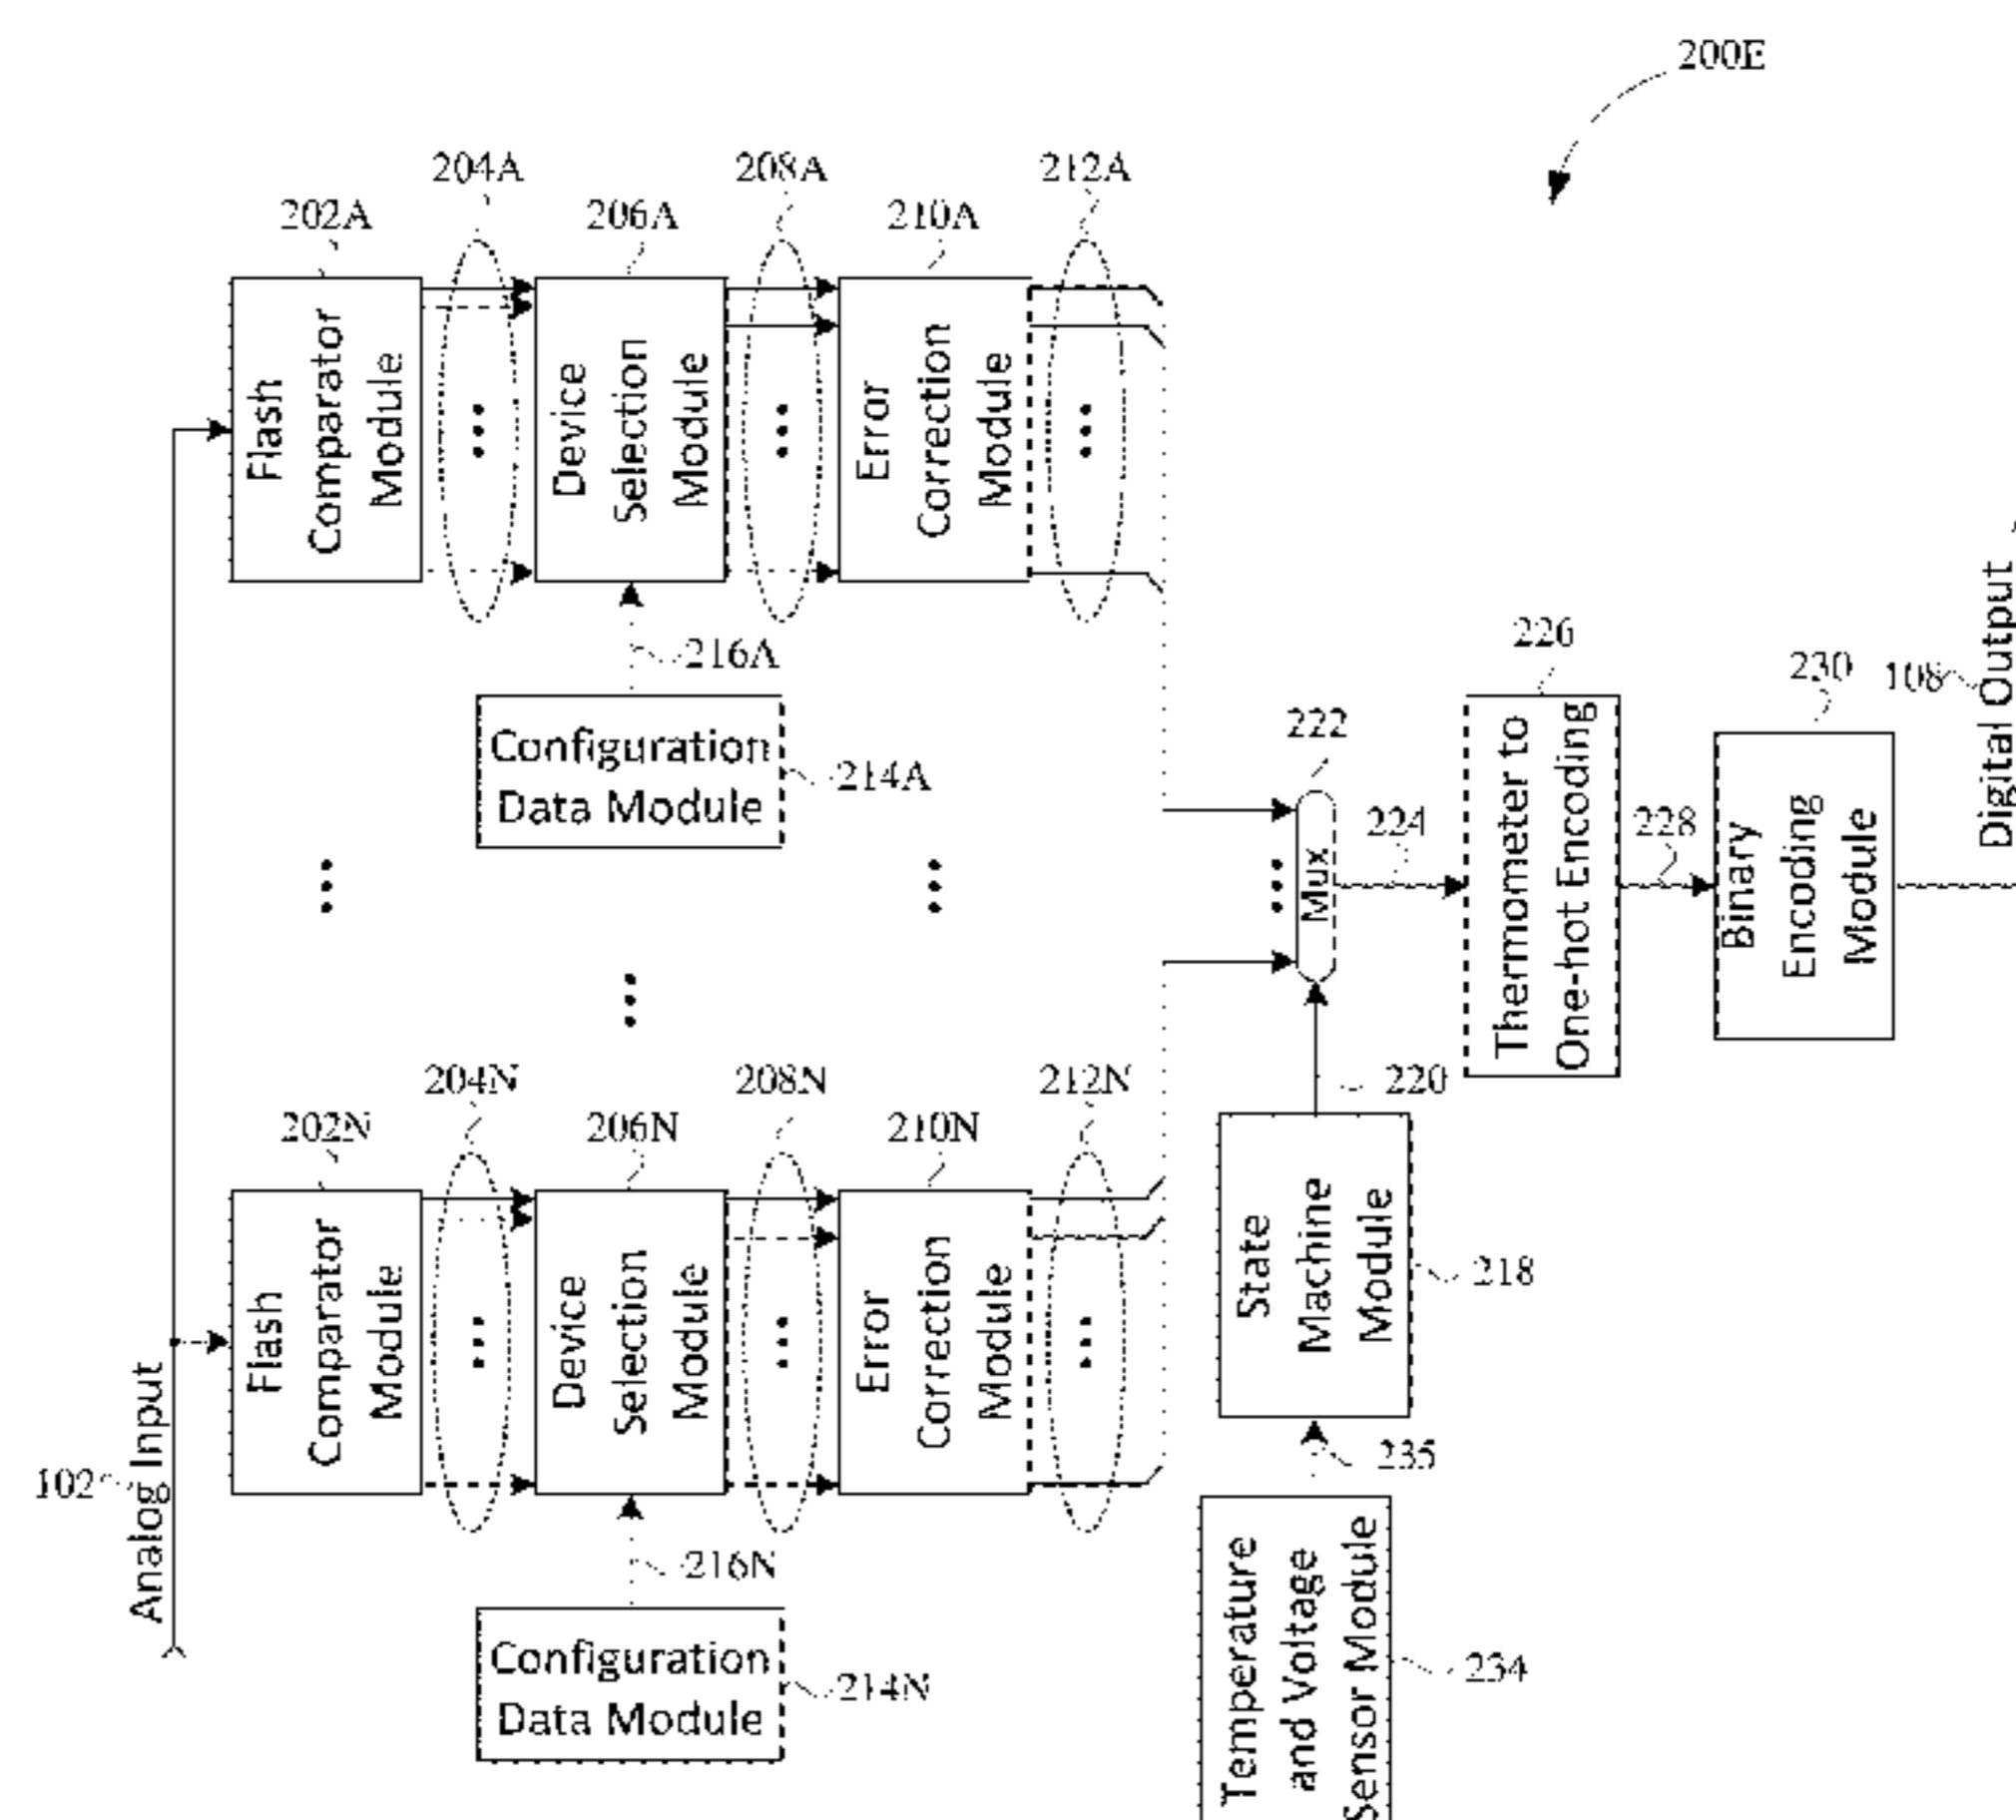 200E
204A
208A
212A
202A
206A
210A
Flash
Comparator
Module
Device
Selection
Module
Error
Correction
Module
216A
Configuration
Data Module
214A
222
Mux
224
226
Thermometer to
One-hot Encoding
228
230
Binary
Encoding
Module
108
Digital Output
204N
208N
212N
202N
206N
210N
Flash
Comparator
Module
Device
Selection
Module
Error
Correction
Module
220
State
Machine
Module
218
235
102
Analog Input
216N
Configuration
Data Module
214N
Temperature
and Voltage
Sensor Module
234